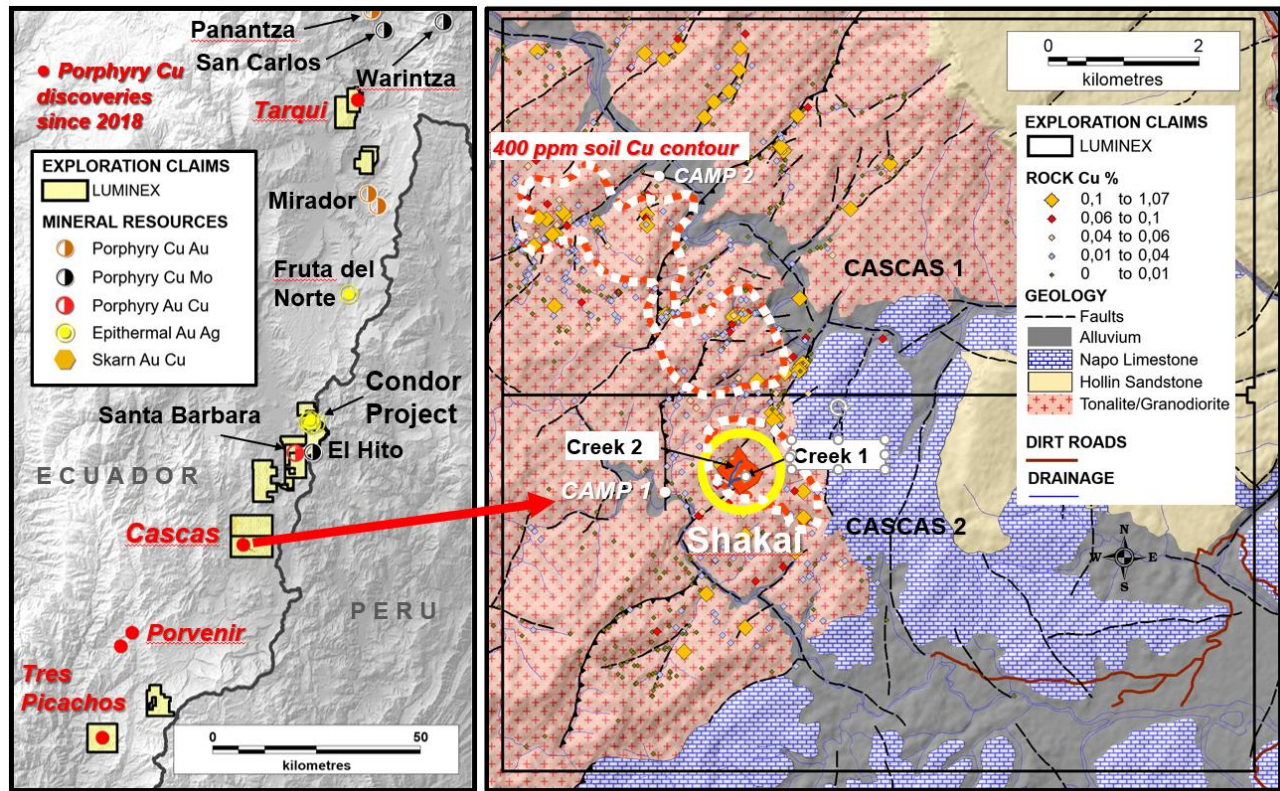 Panantza
San Carlos
Warintza
• Porphyry Cu
discoveries
since 2018
Tarqui
EXPLORATION CLAIMS
LUMINEX
MINERAL RESOURCES
Porphyry Cu Au
Porphyry Cu Mo
Porphyry Au Cu
Epithermal Au Ag
Skarn Au Cu
Mirador
Fruta del
Norte
Condor
Project
Santa Barbara
El Hito
ECUADOR
Cascas
PERU
Porvenir
Tres
Picachos
0 50
kilometres
0 2
kilometres
EXPLORATION CLAIMS
LUMINEX
ROCK Cu %
0,1 to 1,07
0,06 to 0,1
0,04 to 0,06
0,01 to 0,04
0 to 0,01
GEOLOGY
Faults
Alluvium
Napo Limestone
Hollin Sandstone
Tonalite/Granodiorite
DIRT ROADS
DRAINAGE
400 ppm soil Cu contour
CAMP 2
CASCAS 1
Creek 2
Creek 1
CAMP 1
CASCAS 2
Shakai
N
W E
S